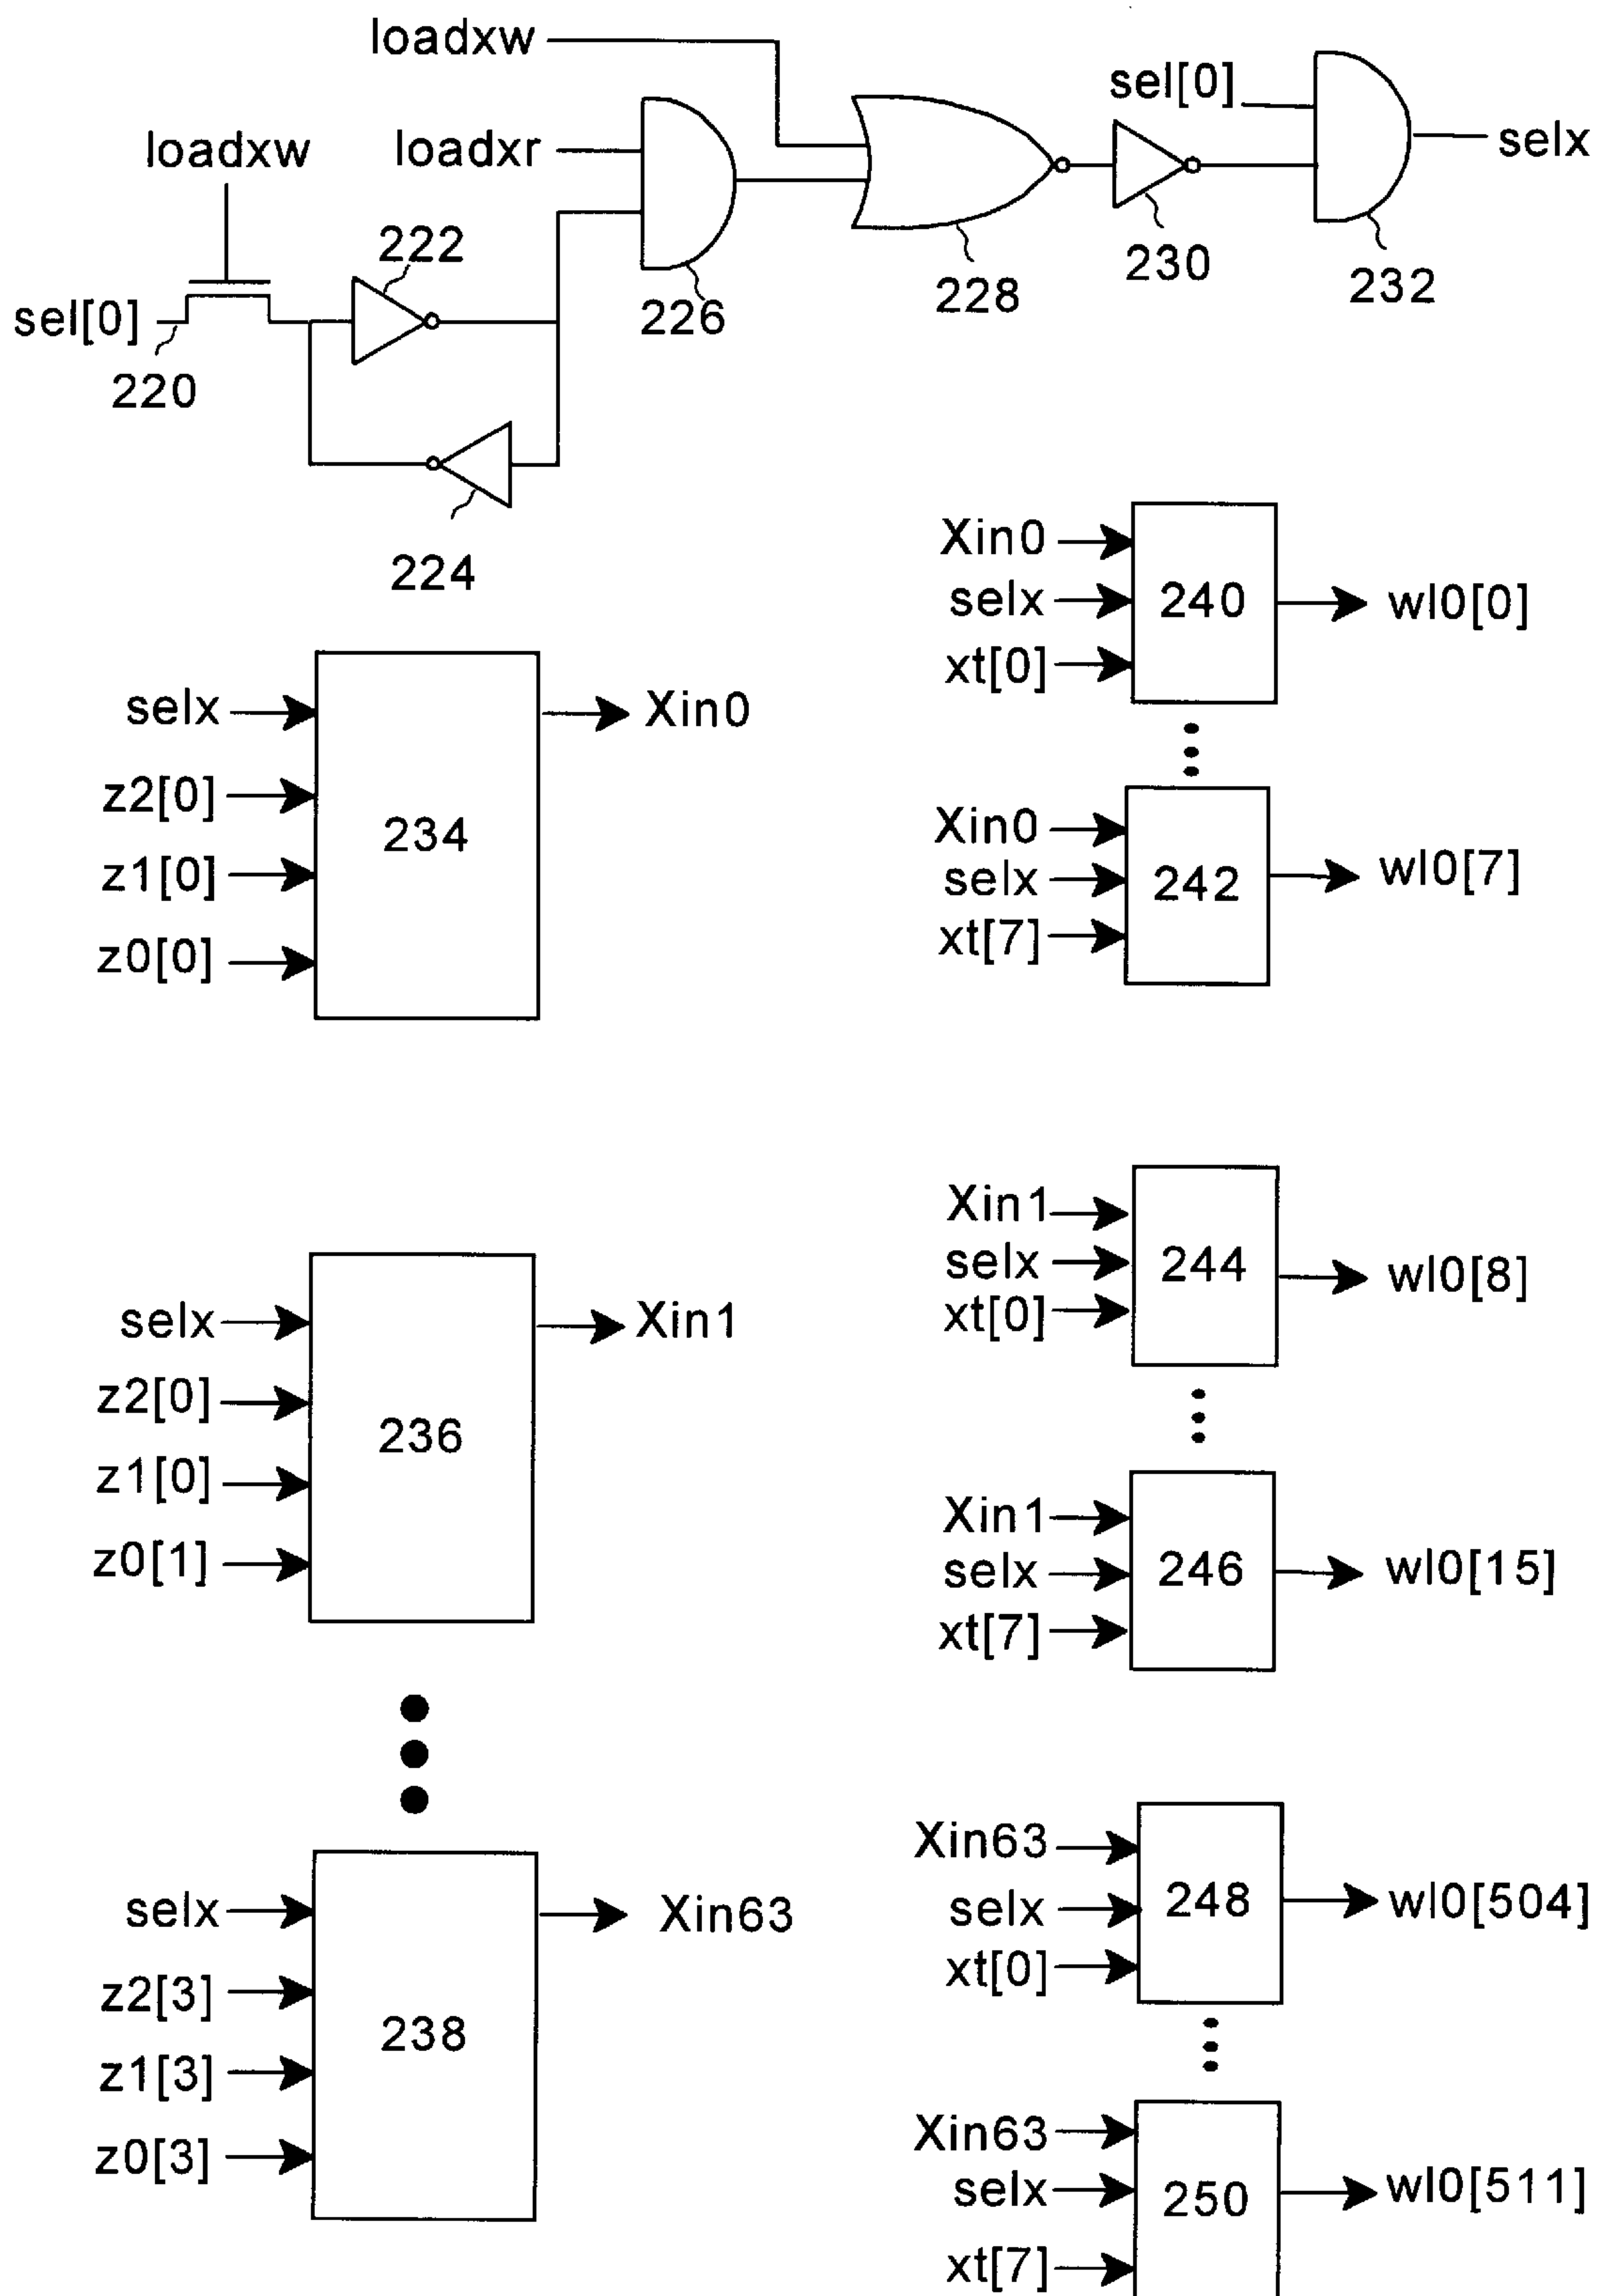 loadxw
sel[0]
selx
loadxw
loadxr
222
230
232
226
228
sel[0]
220
224
Xin0
selx
xt[0]
240
wl0[0]
selx
z2[0]
z1[0]
z0[0]
234
Xin0
Xin0
selx
xt[7]
242
wl0[7]
Xin1
selx
xt[0]
244
wl0[8]
selx
z2[0]
z1[0]
z0[1]
236
Xin1
Xin1
selx
xt[7]
246
wl0[15]
Xin63
selx
xt[0]
248
wl0[504]
selx
z2[3]
z1[3]
z0[3]
238
Xin63
Xin63
selx
xt[7]
250
wl0[511]